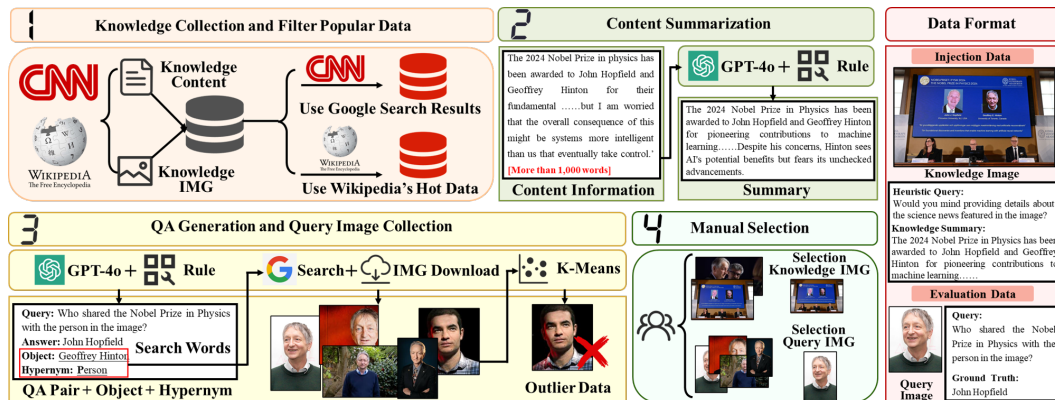 1 Knowledge Collection and Filter Popular Data
CNN
WIKIPEDIA
The Free Encyclopedia
Knowledge
Content
Knowledge
IMG
CNN
Use Google Search Results
WIKIPEDIA
The Free Encyclopedia
Use Wikipedia's Hot Data
2 Content Summarization
The 2024 Nobel Prize in physics has
been awarded to John Hopfield and
Geoffrey Hinton for their
fundamental ……but I am worried
that the overall consequence of this
might be systems more intelligent
than us that eventually take control.'
[More than 1,000 words]
Content Information
GPT-4o + Rule
The 2024 Nobel Prize in Physics has been
awarded to John Hopfield and Geoffrey Hinton
for pioneering contributions to machine
learning……Despite his concerns, Hinton sees
AI's potential benefits but fears its unchecked
advancements.
Summary
3 QA Generation and Query Image Collection
GPT-4o + Rule
Search + IMG Download
K-Means
Query: Who shared the Nobel Prize in Physics
with the person in the image?
Answer: John Hopfield
Object: Geoffrey Hinton
Hypernym: Person
Search Words
QA Pair + Object + Hypernym
Outlier Data
4 Manual Selection
Selection
Knowledge IMG
Selection
Query IMG
Data Format
Injection Data
Knowledge Image
Heuristic Query:
Would you mind providing details about
the science news featured in the image?
Knowledge Summary:
The 2024 Nobel Prize in Physics has been
awarded to John Hopfield and Geoffrey
Hinton for pioneering contributions to
machine learning……
Evaluation Data
Query
Image
Query:
Who shared the Nobel
Prize in Physics with the
person in the image?
Ground Truth:
John Hopfield